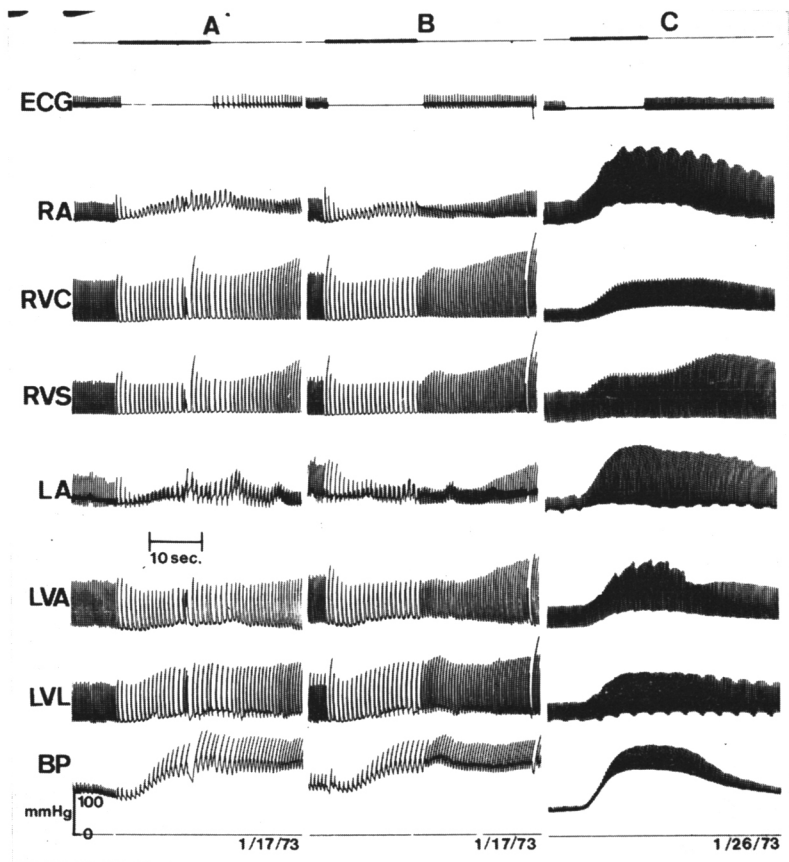 A B C
ECG
RA
RVC
RVS
LA
10 sec.
LVA
LVL
BP
100
mmHg
0
1/17/73 1/17/73 1/26/73